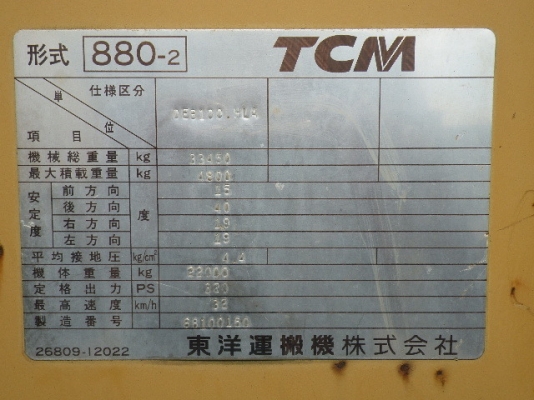 形式 880-2 TCM
仕様区分
単位
項目
機械総重量 kg 33450
最大積載重量 kg 4800
安定度 前方向 度 15
後方向 40
右方向 19
左方向 19
平均接地圧 kg/cm² 4.4
機体重量 kg 22000
定格出力 PS 330
最高速度 km/h 32
製造番号
26809-12022 東洋運搬機株式会社